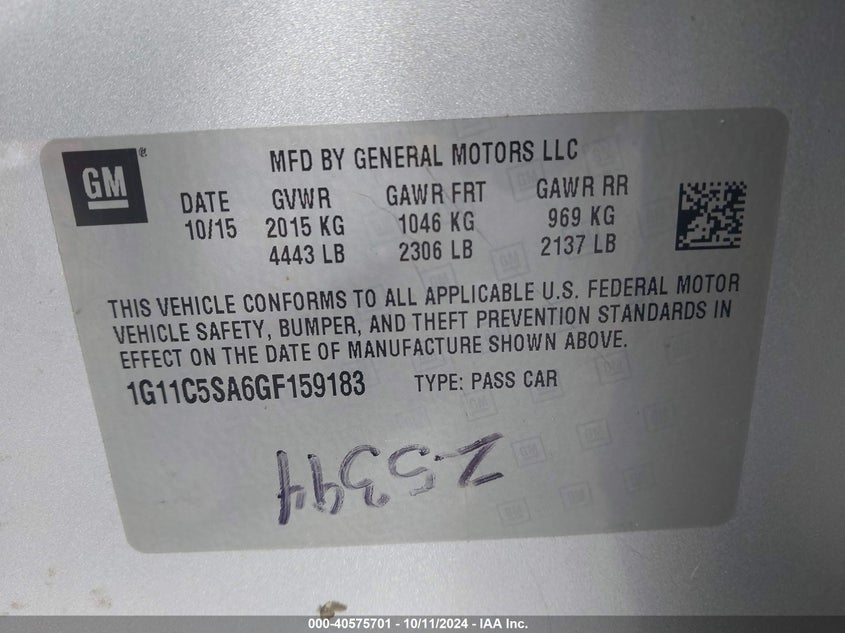 GM
MFD BY GENERAL MOTORS LLC
DATE GVWR GAWR FRT GAWR RR
10/15 2015 KG 1046 KG 969 KG
4443 LB 2306 LB 2137 LB
THIS VEHICLE CONFORMS TO ALL APPLICABLE U.S. FEDERAL MOTOR
VEHICLE SAFETY, BUMPER, AND THEFT PREVENTION STANDARDS IN
EFFECT ON THE DATE OF MANUFACTURE SHOWN ABOVE.
1G11C5SA6GF159183 TYPE: PASS CAR
000-40575701 - 10/11/2024 - IAA Inc.